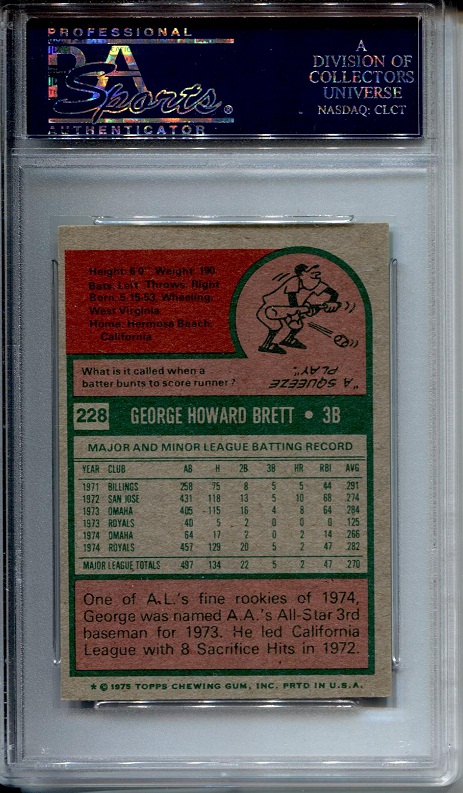 PROFESSIONAL
PSA
Sports ®
AUTHENTICATOR
A
DIVISION OF
COLLECTORS
UNIVERSE
NASDAQ: CLCT
Height: 6-0" Weight: 190
Bats: Left Throws: Right
Born: 5-15-53, Wheeling,
West Virginia
Home: Hermosa Beach,
California
What is it called when a
batter bunts to score runner?
"A SQUEEZE
PLAY".
228 GEORGE HOWARD BRETT • 3B
MAJOR AND MINOR LEAGUE BATTING RECORD
YEAR CLUB AB H 2B 3B HR RBI AVG
1971 BILLINGS 258 75 8 5 5 44 .291
1972 SAN JOSE 431 118 13 5 10 68 .274
1973 OMAHA 405 115 16 4 8 64 .284
1973 ROYALS 40 5 2 0 0 0 .125
1974 OMAHA 64 17 2 0 2 14 .266
1974 ROYALS 457 129 20 5 2 47 .282
MAJOR LEAGUE TOTALS 497 134 22 5 2 47 .270
One of A.L.'s fine rookies of 1974,
George was named A.A.'s All-Star 3rd
baseman for 1973. He led California
League with 8 Sacrifice Hits in 1972.
★ © 1975 TOPPS CHEWING GUM, INC. PRTD IN U.S.A.